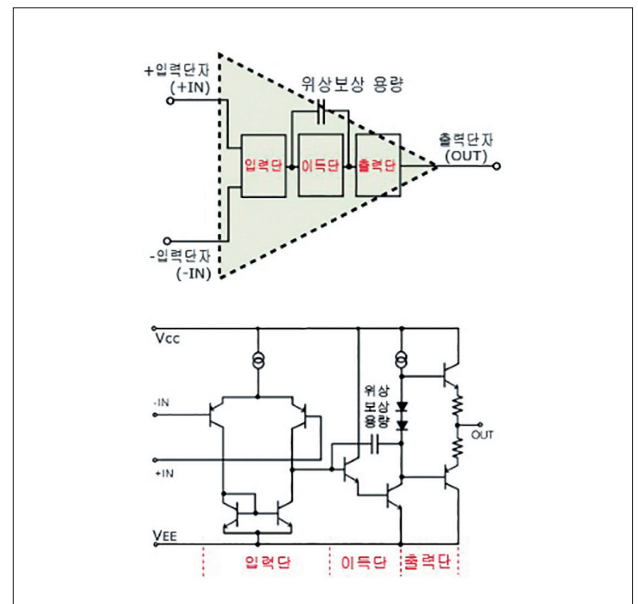 +입력단자
(+IN)
위상보상 용량
출력단자
(OUT)
입력단
이득단
출력단
-입력단자
(-IN)
Vcc
-IN
위상
보상
용량
OUT
+IN
VEE
입력단
이득단
출력단